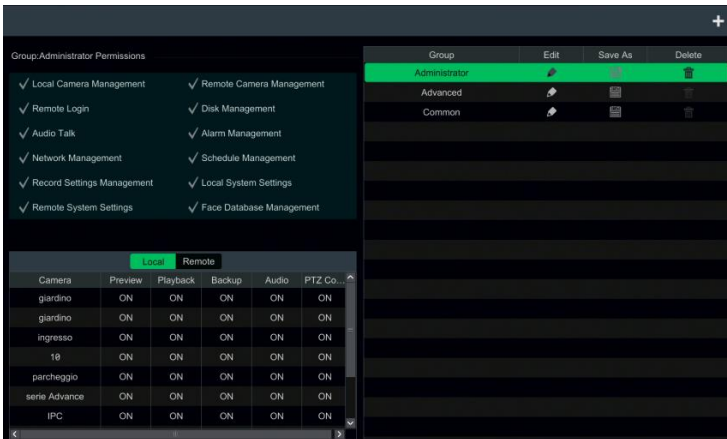 +
Group:Administrator Permissions
Local Camera Management Remote Camera Management
Remote Login Disk Management
Audio Talk Alarm Management
Network Management Schedule Management
Record Settings Management Local System Settings
Remote System Settings Face Database Management
Local Remote
Camera Preview Playback Backup Audio PTZ Co...
giardino ON ON ON ON ON
giardino ON ON ON ON ON
ingresso ON ON ON ON ON
10 ON ON ON ON ON
parcheggio ON ON ON ON ON
serie Advance ON ON ON ON ON
IPC ON ON ON ON ON
Group Edit Save As Delete
Administrator
Advanced
Common